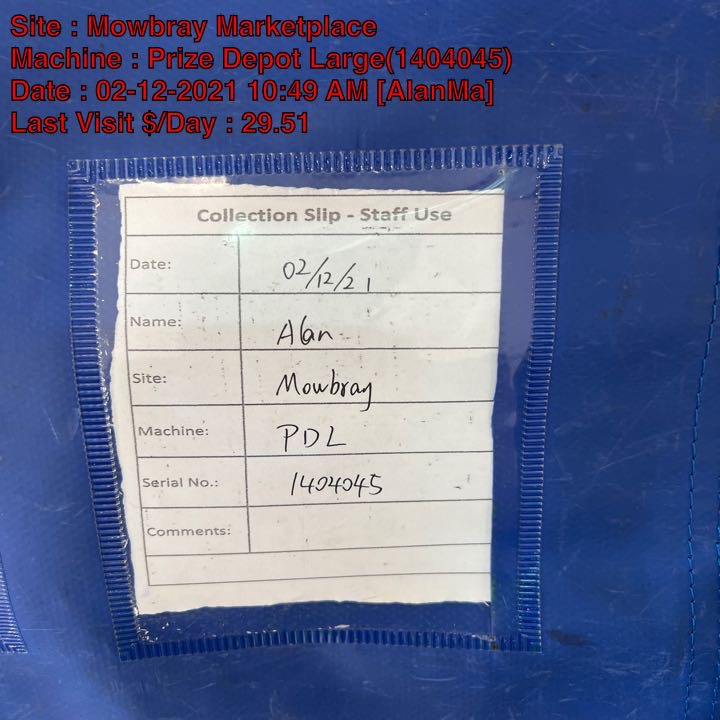 Site : Mowbray Marketplace
Machine : Prize Depot Large(1404045)
Date : 02-12-2021 10:49 AM [AlanMa]
Last Visit $/Day : 29.51
Collection Slip - Staff Use
Date: 02/12/21
Name: Alan
Site: Mowbray
Machine: PDL
Serial No.: 1404045
Comments: